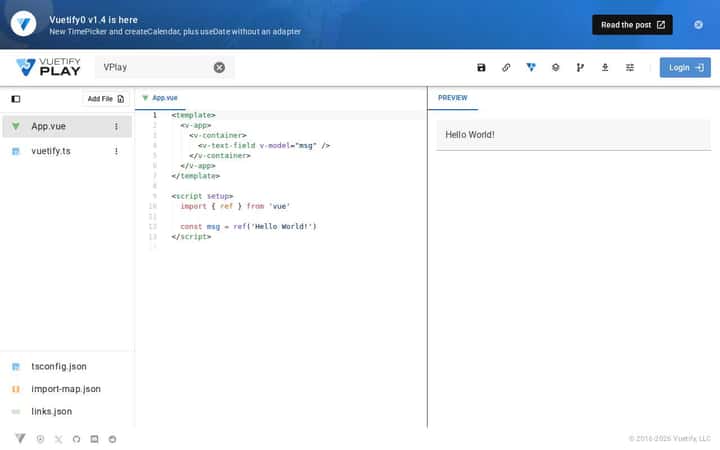 Vuetify0 v1.4 is here
New TimePicker and createCalendar, plus useDate without an adapter
Read the post
VUETIFY
PLAY
VPlay
Login
Add File
App.vue
PREVIEW
App.vue
vuetify.ts
1 <template>
2 <v-app>
3 <v-container>
4 <v-text-field v-model="msg" />
5 </v-container>
6 </v-app>
7 </template>
8
9 <script setup>
10 import { ref } from 'vue'
11
12 const msg = ref('Hello World!')
13 </script>
Hello World!
tsconfig.json
import-map.json
links.json
© 2016-2026 Vuetify, LLC